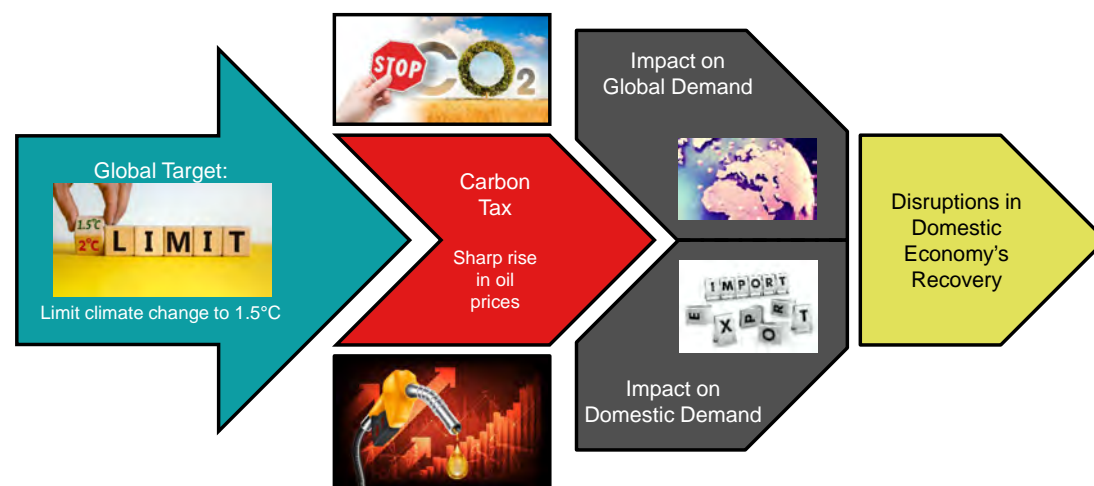 Global Target:
1.5°C
2°C
LIMIT
Limit climate change to 1.5°C
STOP
CO2
Carbon
Tax
Sharp rise
in oil
prices
Impact on
Global Demand
IMPORT
EXPORT
Impact on
Domestic Demand
Disruptions in
Domestic
Economy's
Recovery